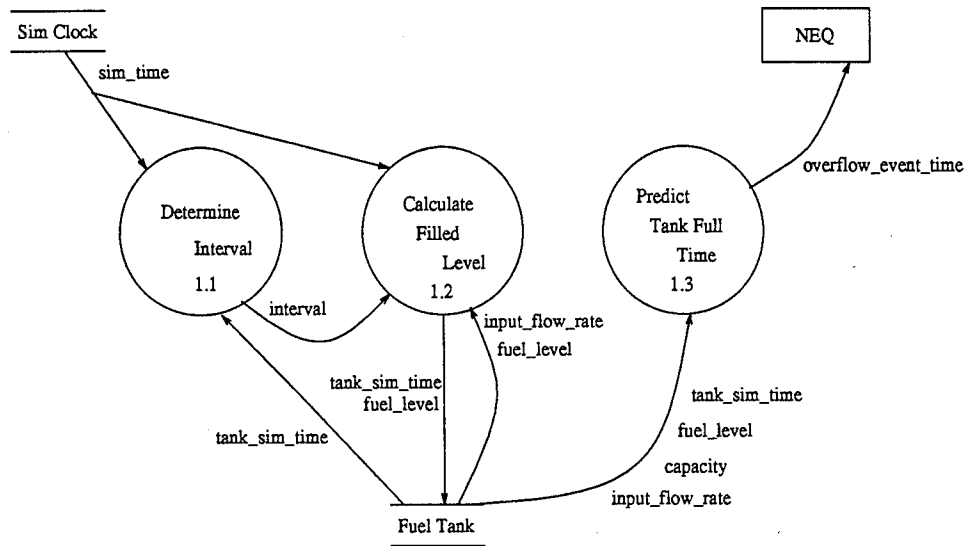 Sim Clock
NEQ
sim_time
overflow_event_time
Determine
Interval
1.1
Calculate
Filled
Level
1.2
Predict
Tank Full
Time
1.3
interval
input_flow_rate
fuel_level
tank_sim_time
fuel_level
tank_sim_time
tank_sim_time
fuel_level
capacity
input_flow_rate
Fuel Tank